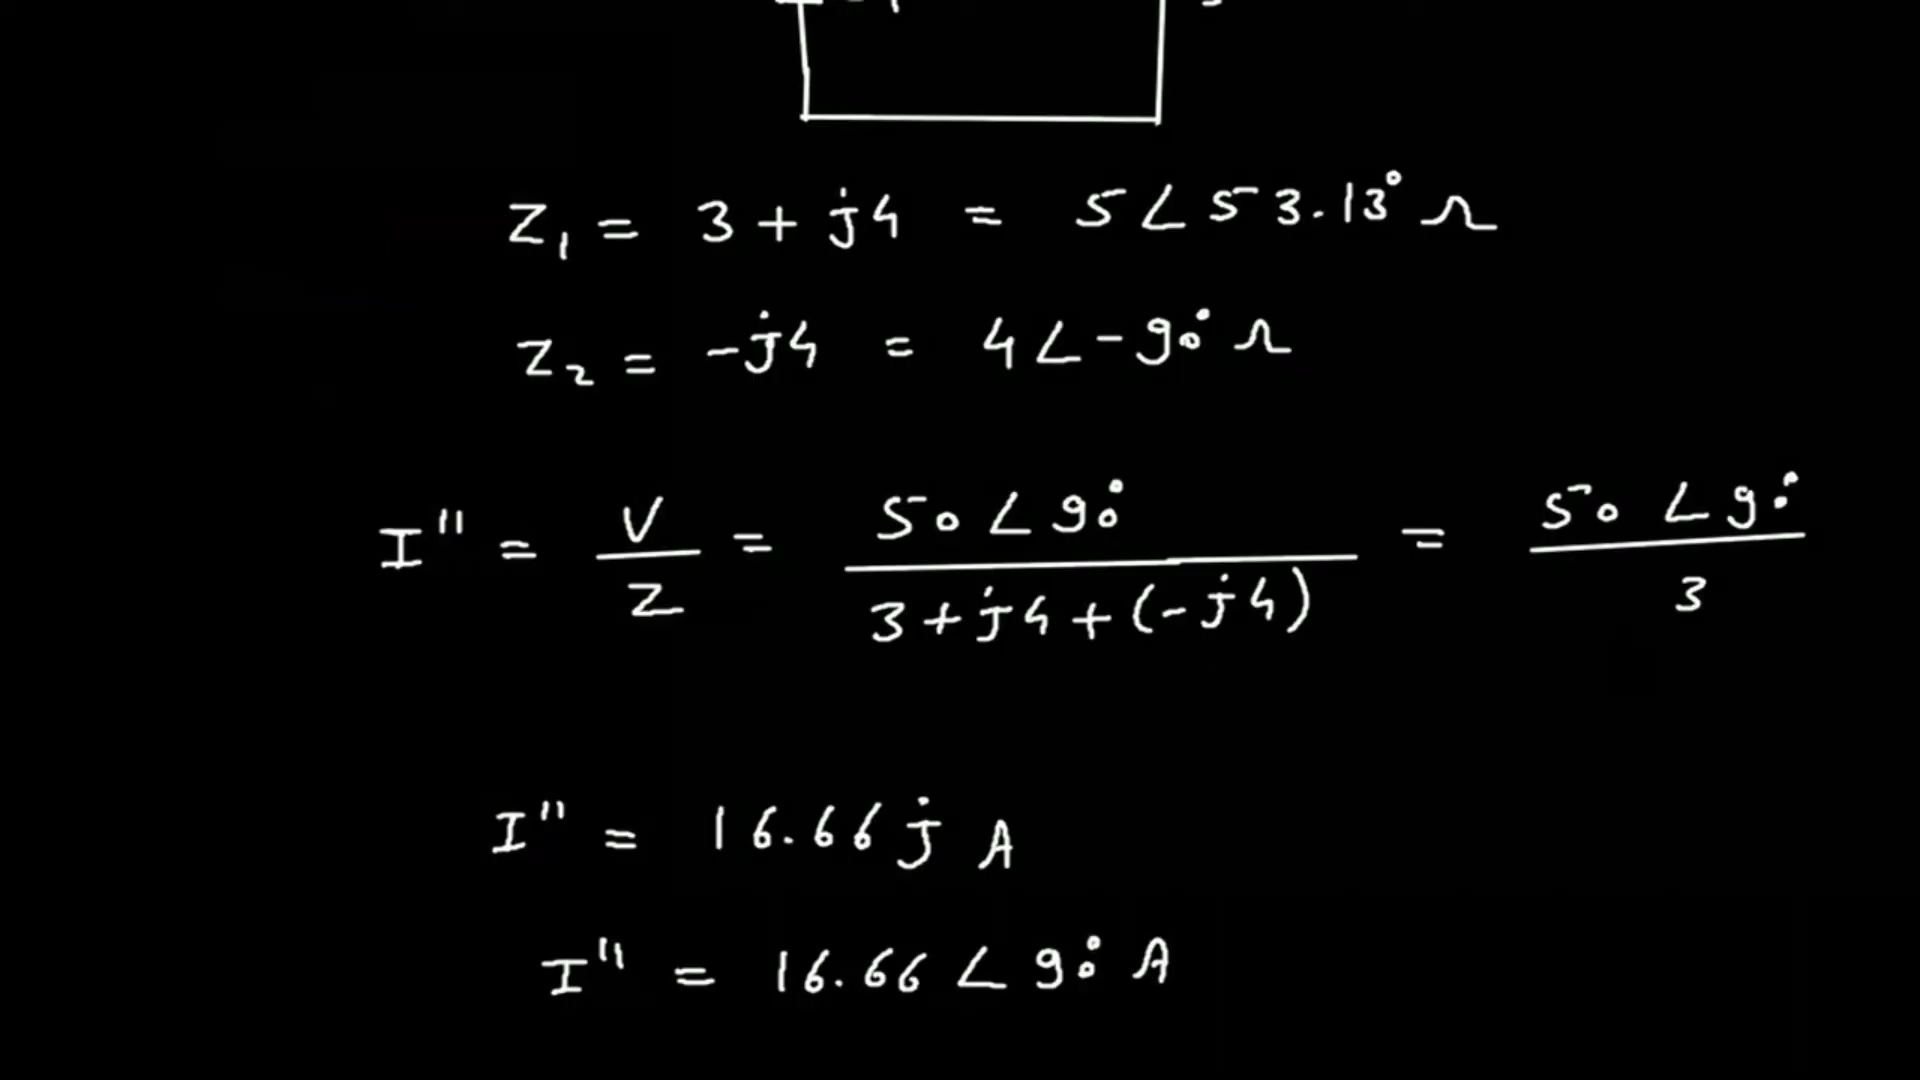 Z₁ = 3 + j4 = 5∠53.13° Ω
Z₂ = -j4 = 4∠-90° Ω
I'' = V/Z = 50∠90° / 3+j4+(-j4) = 50∠90° / 3
I'' = 16.66j A
I'' = 16.66∠90° A